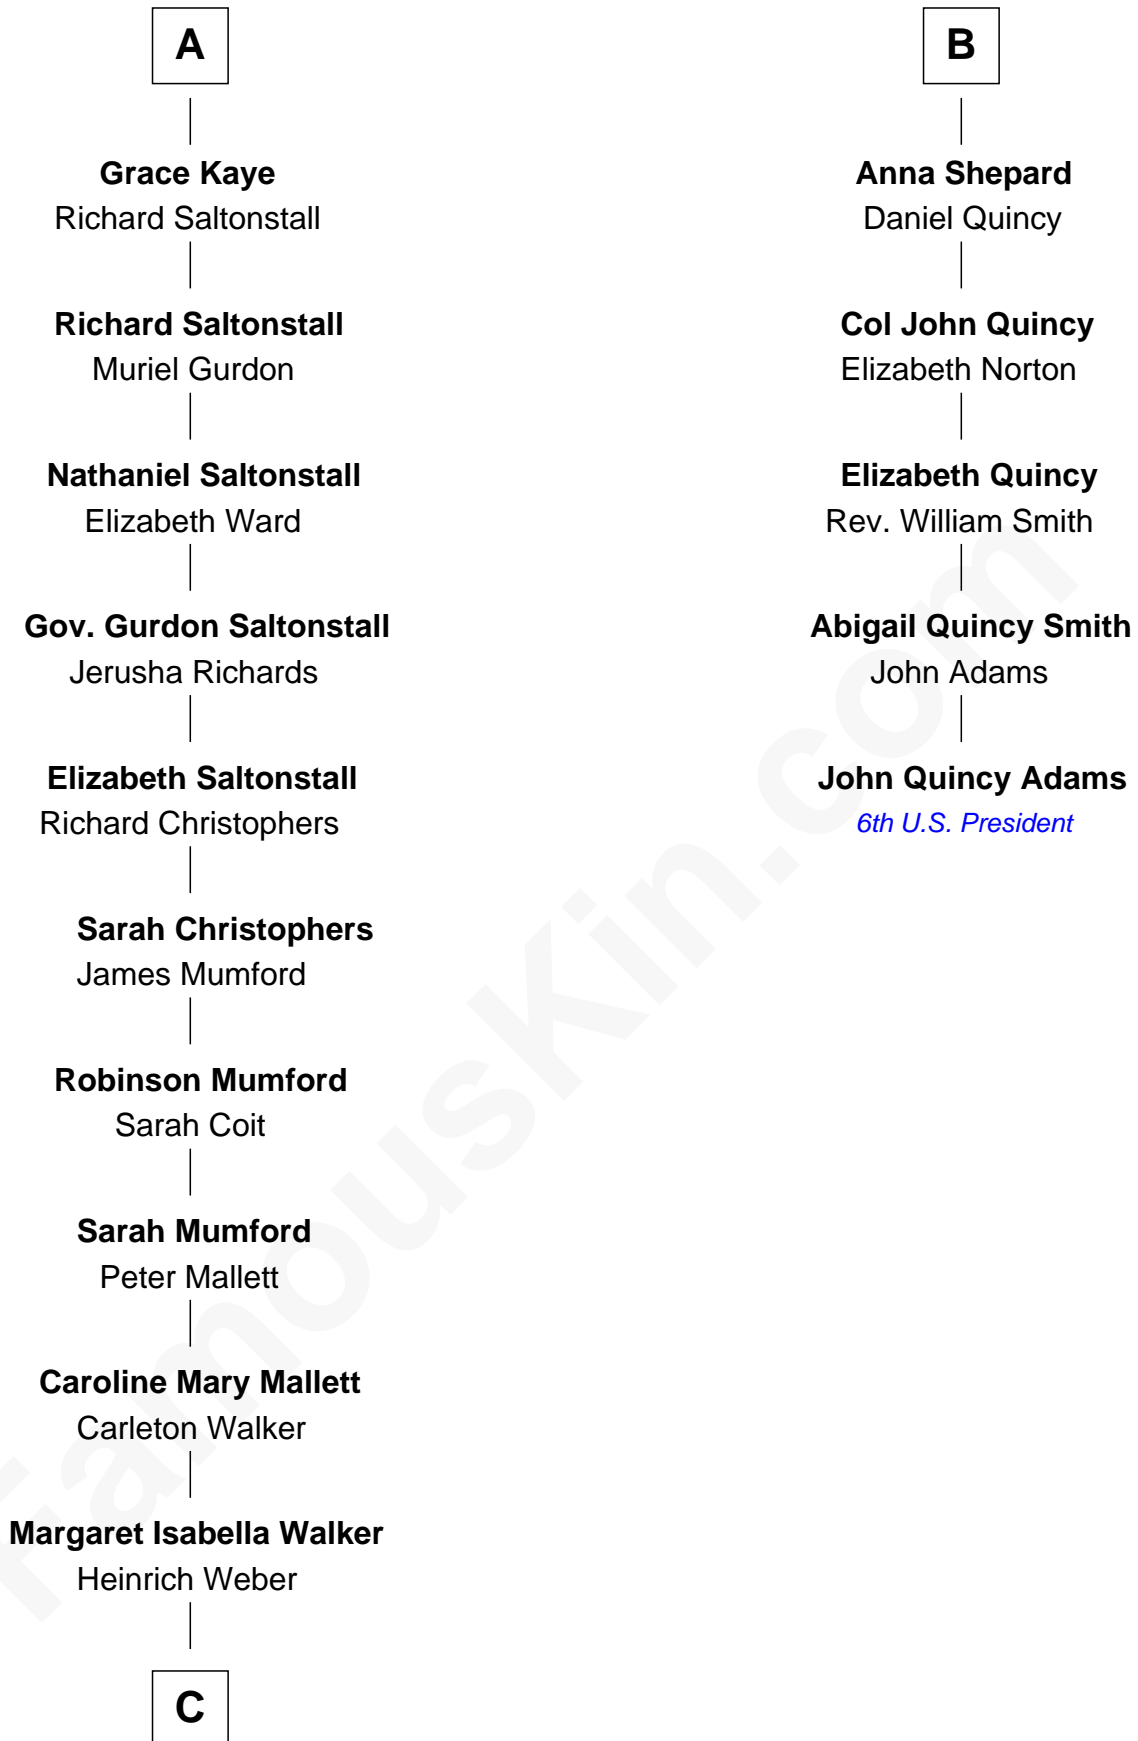 A
Grace Kaye
Richard Saltonstall
Richard Saltonstall
Muriel Gurdon
Nathaniel Saltonstall
Elizabeth Ward
Gov. Gurdon Saltonstall
Jerusha Richards
Elizabeth Saltonstall
Richard Christophers
Sarah Christophers
James Mumford
Robinson Mumford
Sarah Coit
Sarah Mumford
Peter Mallett
Caroline Mary Mallett
Carleton Walker
Margaret Isabella Walker
Heinrich Weber
C
B
Anna Shepard
Daniel Quincy
Col John Quincy
Elizabeth Norton
Elizabeth Quincy
Rev. William Smith
Abigail Quincy Smith
John Adams
John Quincy Adams
6th U.S. President
FamousKin.com